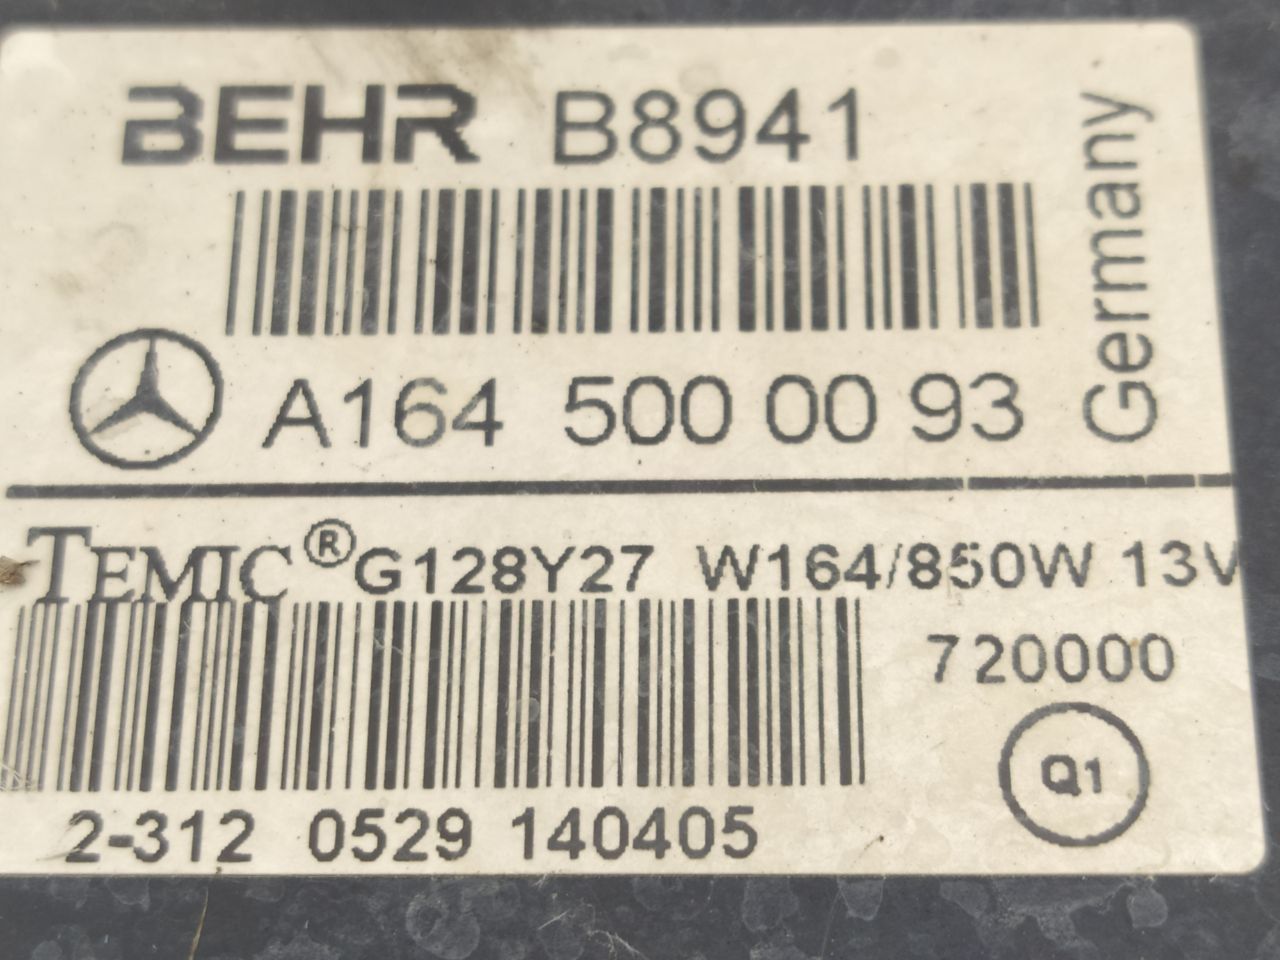 BEHR B8941
Germany
A164 500 00 93
TEMIC® G128Y27 W164/850W 13V
720000
Q1
2-312 0529 140405